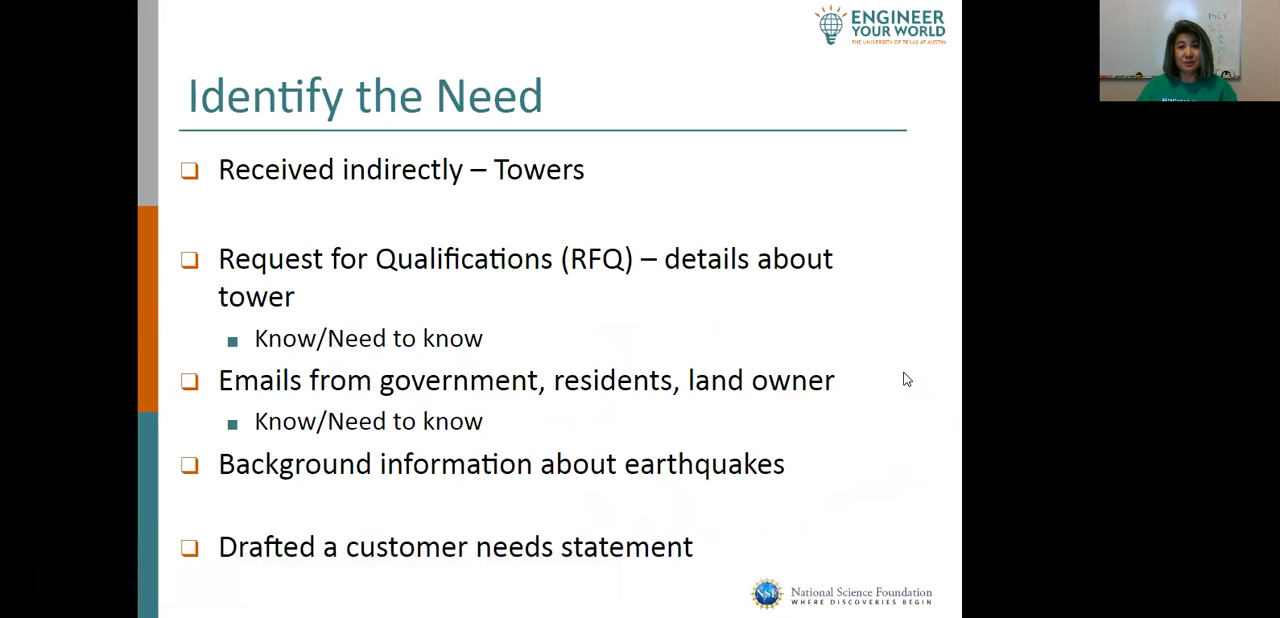 ENGINEER
YOUR WORLD
THE UNIVERSITY OF TEXAS AT AUSTIN
Identify the Need
Received indirectly – Towers
Request for Qualifications (RFQ) – details about
tower
Know/Need to know
Emails from government, residents, land owner
Know/Need to know
Background information about earthquakes
Drafted a customer needs statement
NSF
National Science Foundation
WHERE DISCOVERIES BEGIN